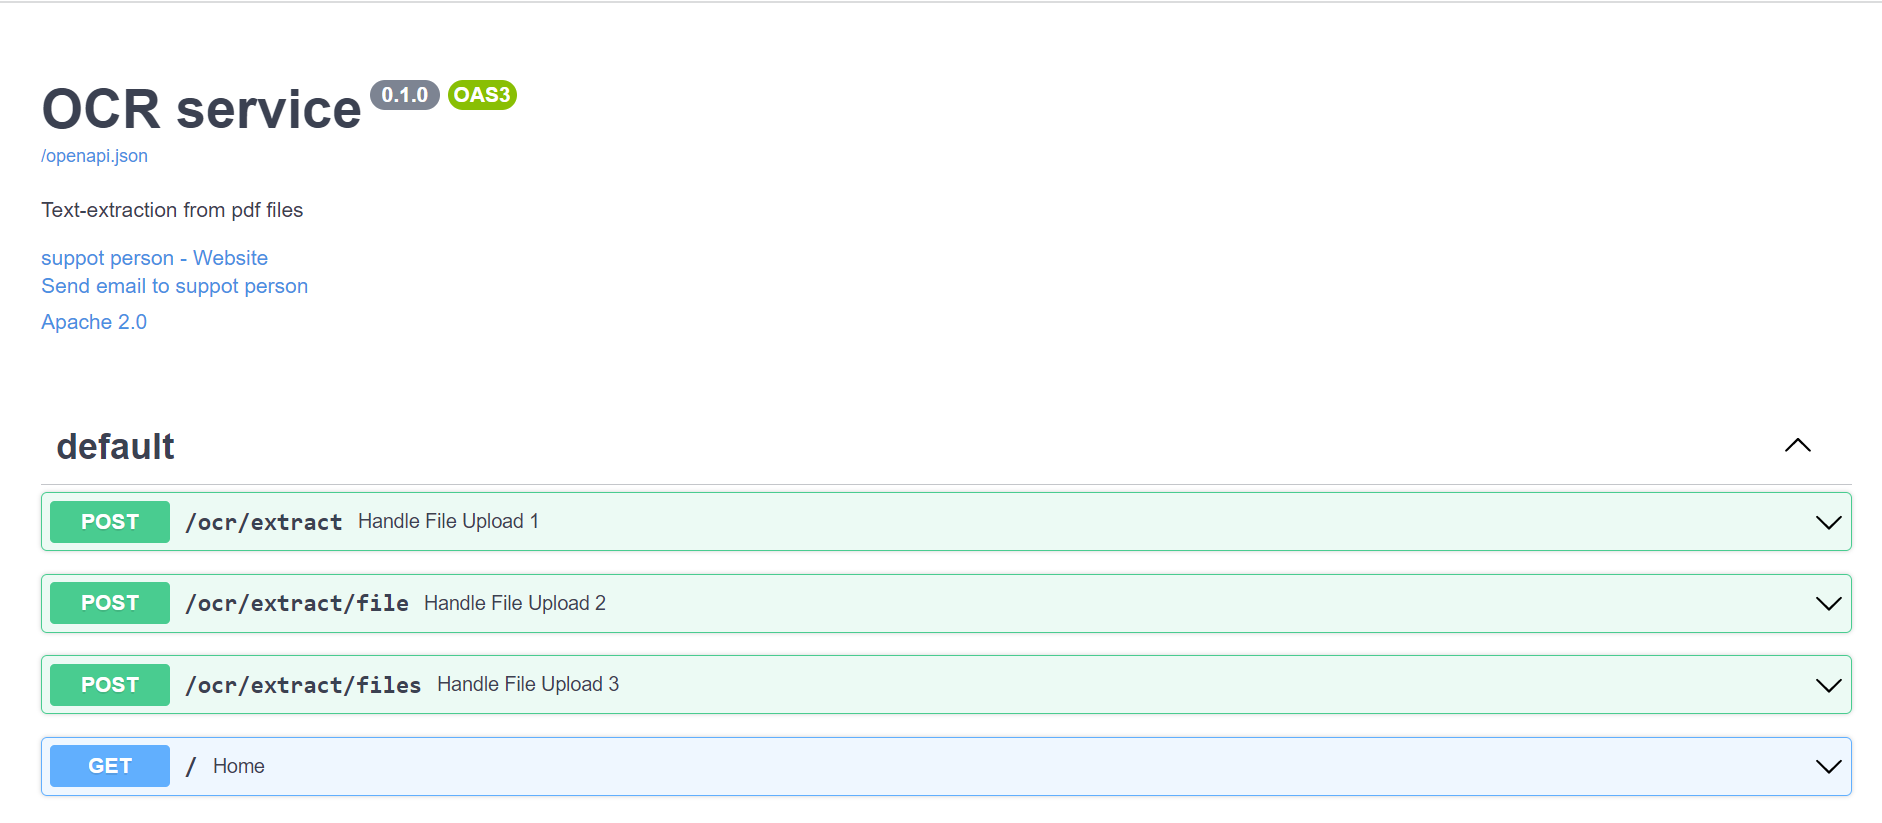 OCR service 0.1.0 OAS3
/openapi.json
Text-extraction from pdf files
suppot person - Website
Send email to suppot person
Apache 2.0
default
POST /ocr/extract Handle File Upload 1
POST /ocr/extract/file Handle File Upload 2
POST /ocr/extract/files Handle File Upload 3
GET / Home